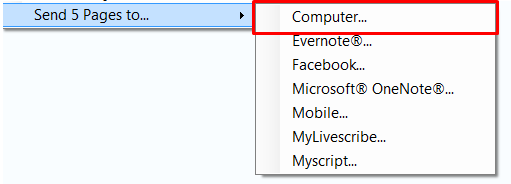 Send 5 Pages to...
Computer...
Evernote®...
Facebook...
Microsoft® OneNote®...
Mobile...
MyLivescribe...
Myscript...